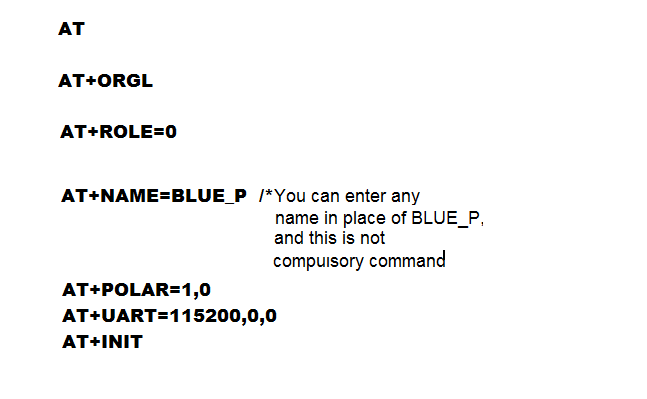 AT
AT+ORGL
AT+ROLE=0
AT+NAME=BLUE_P /*You can enter any
name in place of BLUE_P,
and this is not
compulsory command
AT+POLAR=1,0
AT+UART=115200,0,0
AT+INIT